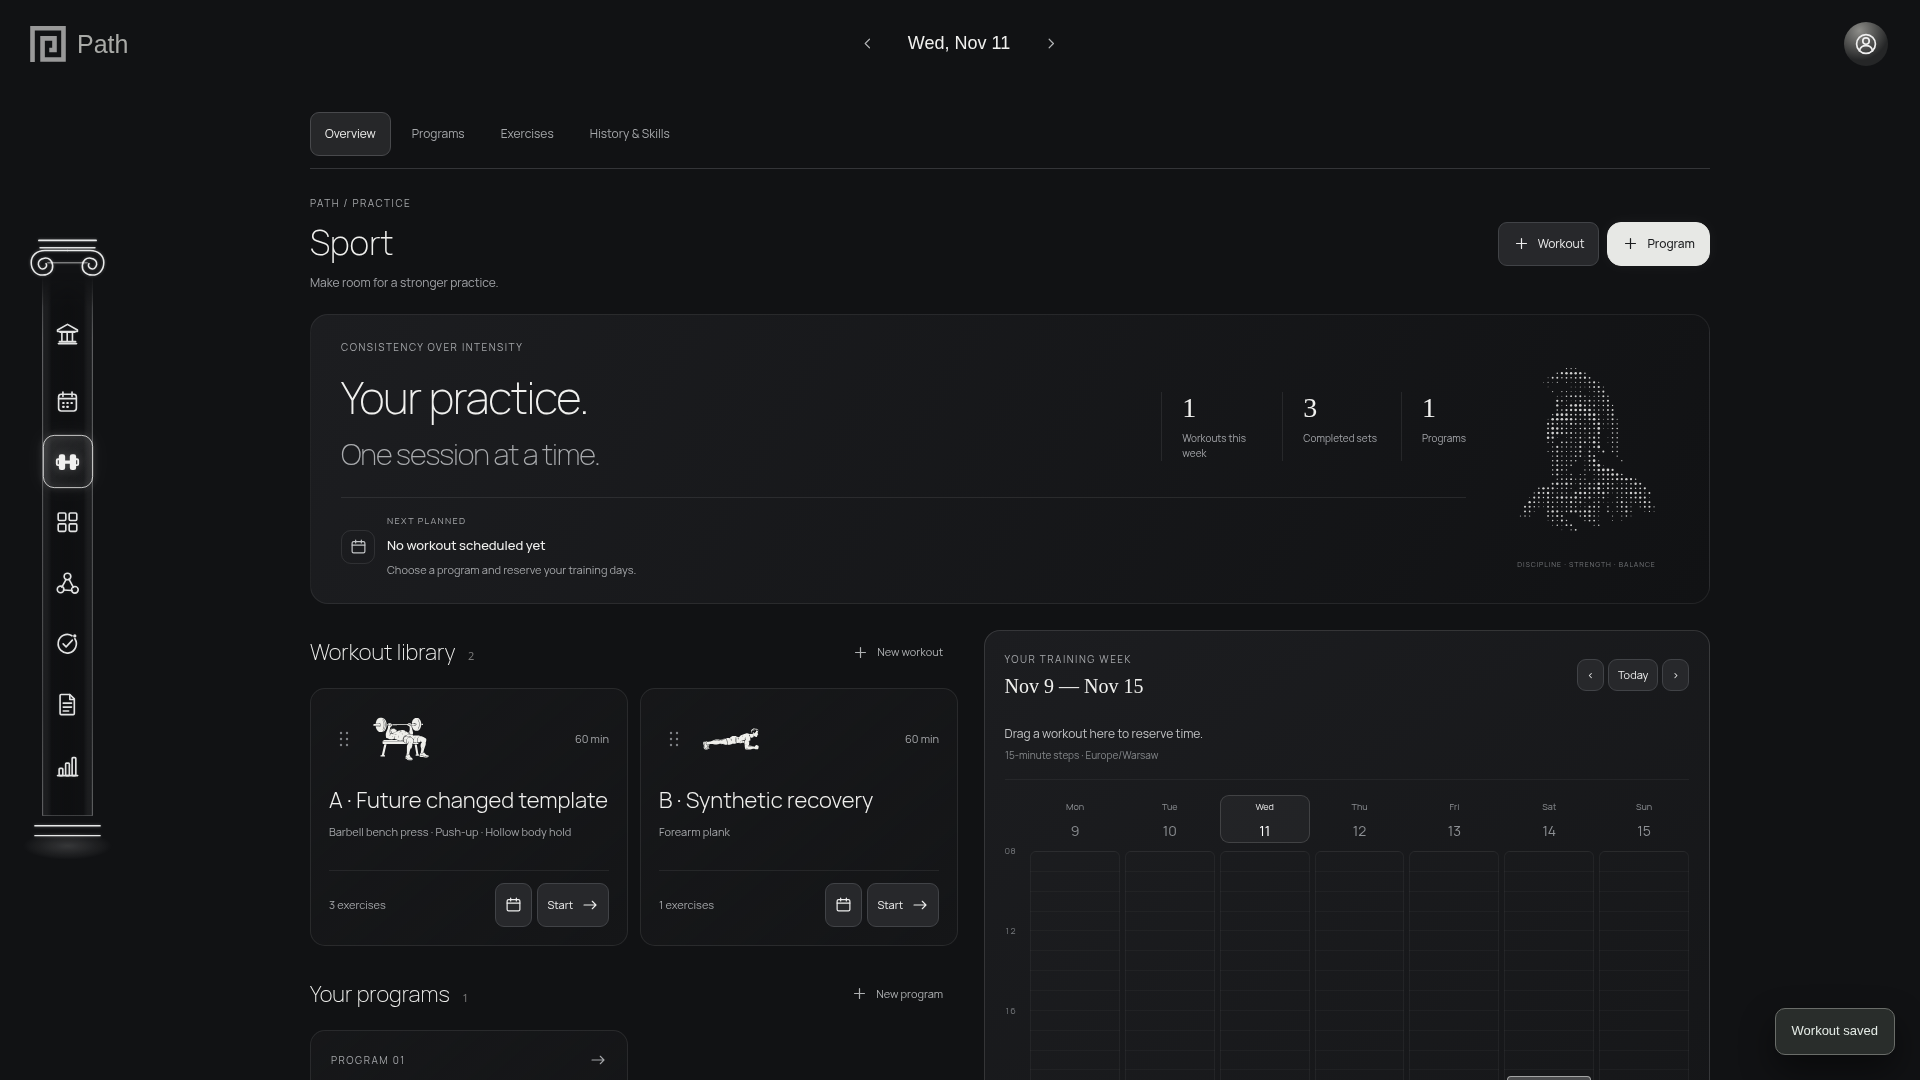 Path
Wed, Nov 11
Overview
Programs
Exercises
History & Skills
PATH / PRACTICE
Sport
Make room for a stronger practice.
Workout
Program
CONSISTENCY OVER INTENSITY
Your practice.
One session at a time.
1
Workouts this
week
3
Completed sets
1
Programs
NEXT PLANNED
No workout scheduled yet
Choose a program and reserve your training days.
DISCIPLINE · STRENGTH · BALANCE
Workout library 2
New workout
60 min
A · Future changed template
Barbell bench press · Push-up · Hollow body hold
3 exercises
Start
60 min
B · Synthetic recovery
Forearm plank
1 exercises
Start
Your programs 1
New program
PROGRAM 01
YOUR TRAINING WEEK
Nov 9 — Nov 15
Today
Drag a workout here to reserve time.
15-minute steps · Europe/Warsaw
Mon Tue Wed Thu Fri Sat Sun
9 10 11 12 13 14 15
08
12
16
Workout saved